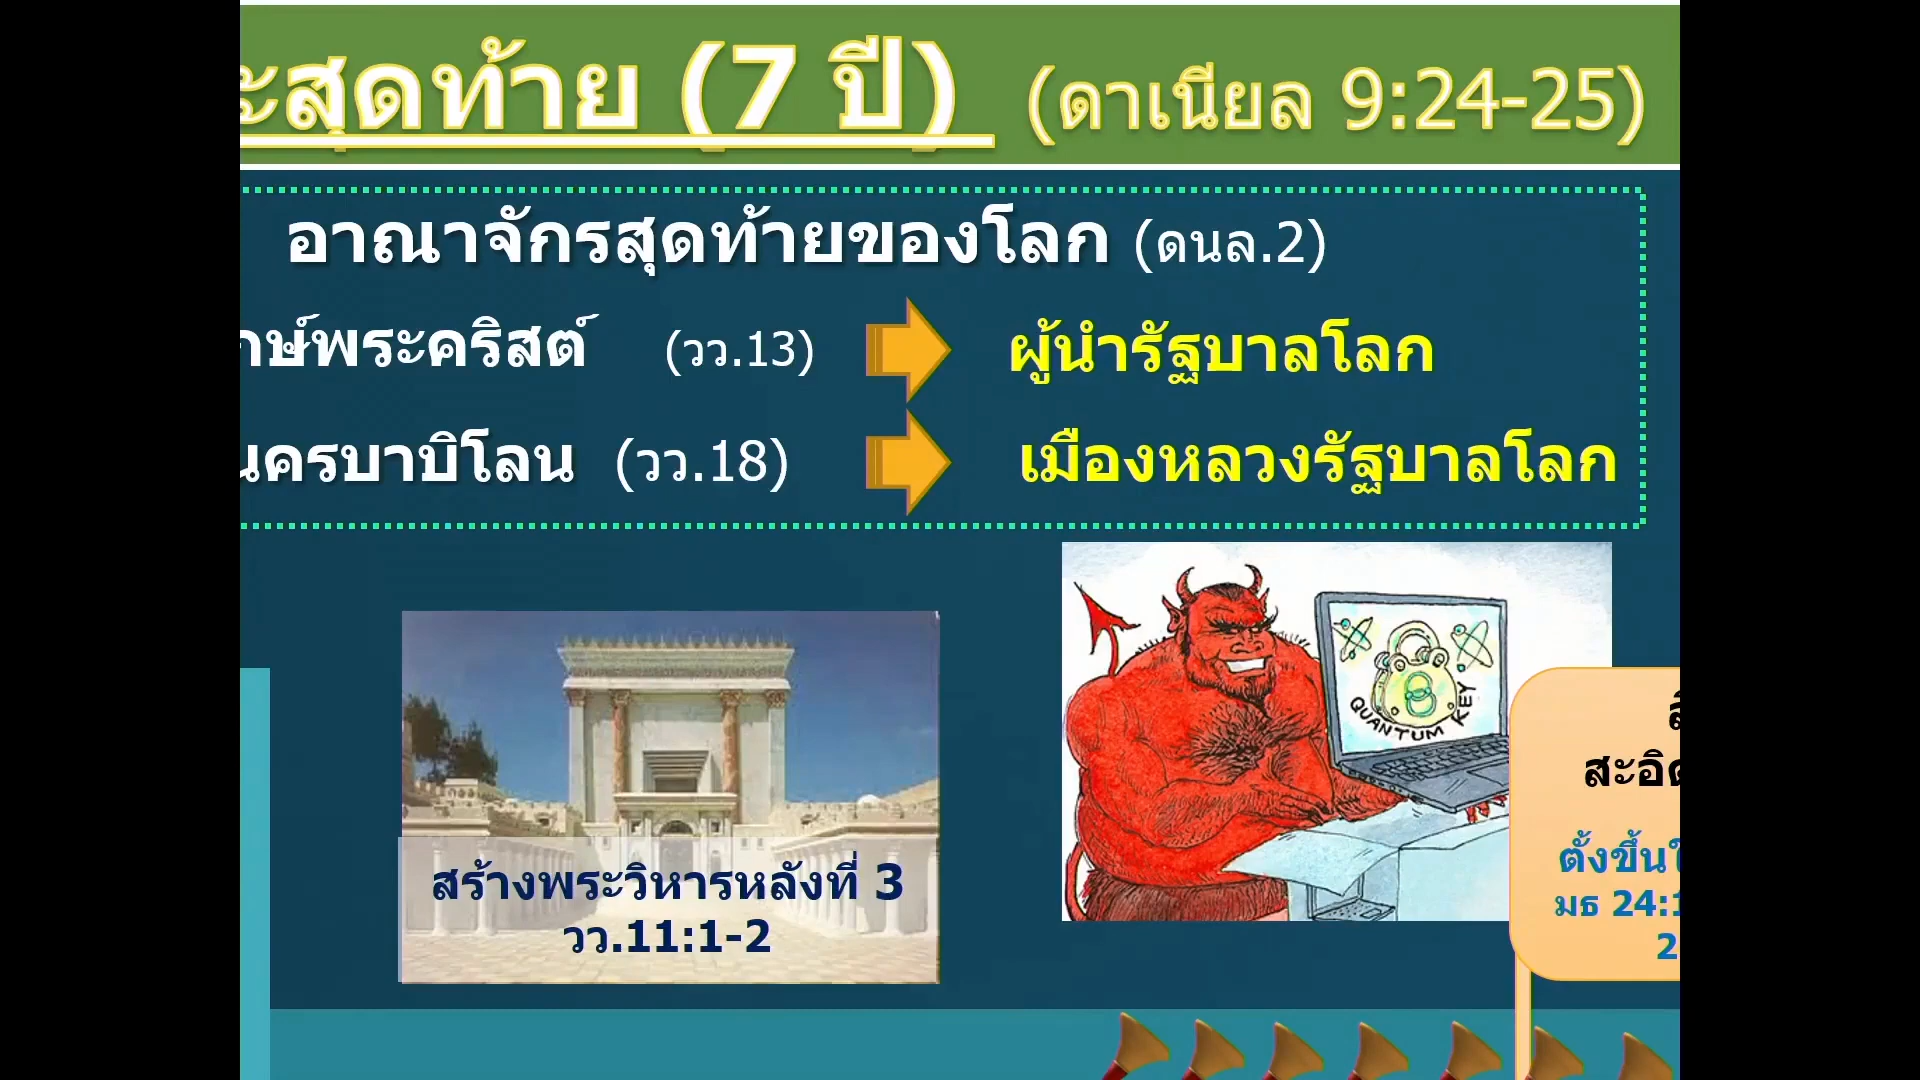 ะสุดท้าย (7 ปี) (ดาเนียล 9:24-25)
อาณาจักรสุดท้ายของโลก (ดนล.2)
กษ์พระคริสต์ (วว.13) ผู้นำรัฐบาลโลก
นครบาบิโลน (วว.18) เมืองหลวงรัฐบาลโลก
QUANTUM KEY
สร้างพระวิหารหลังที่ 3
วว.11:1-2
สะอิด
ตั้งขึ้นใ
มธ 24:1
2